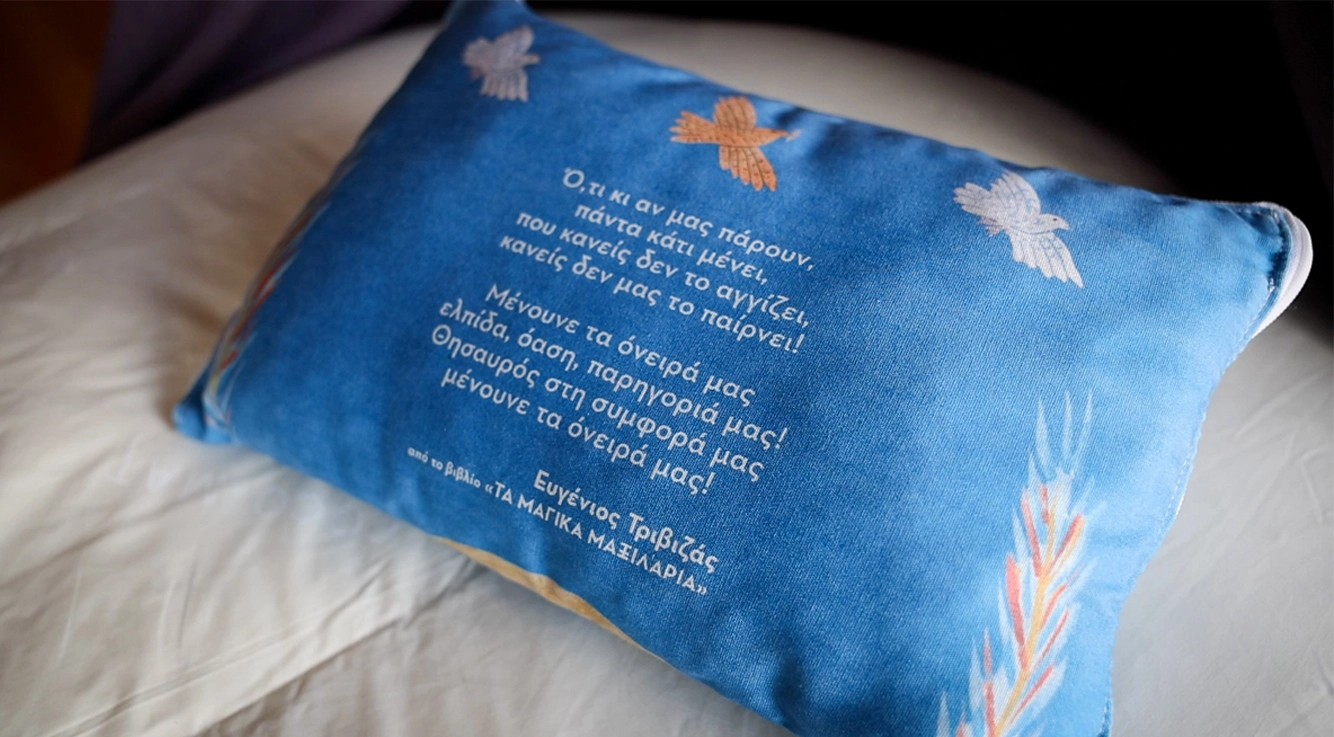 Ό,τι κι αν μας πάρουν,
πάντα κάτι μένει,
που κανείς δεν το αγγίζει,
κανείς δεν μας το παίρνει!
Μένουνε τα όνειρά μας
ελπίδα, όαση, παρηγοριά μας!
Θησαυρός στη συμφορά μας
μένουνε τα όνειρά μας!
Ευγένιος Τριβιζάς
από το βιβλίο «ΤΑ ΜΑΓΙΚΑ ΜΑΞΙΛΑΡΙΑ»